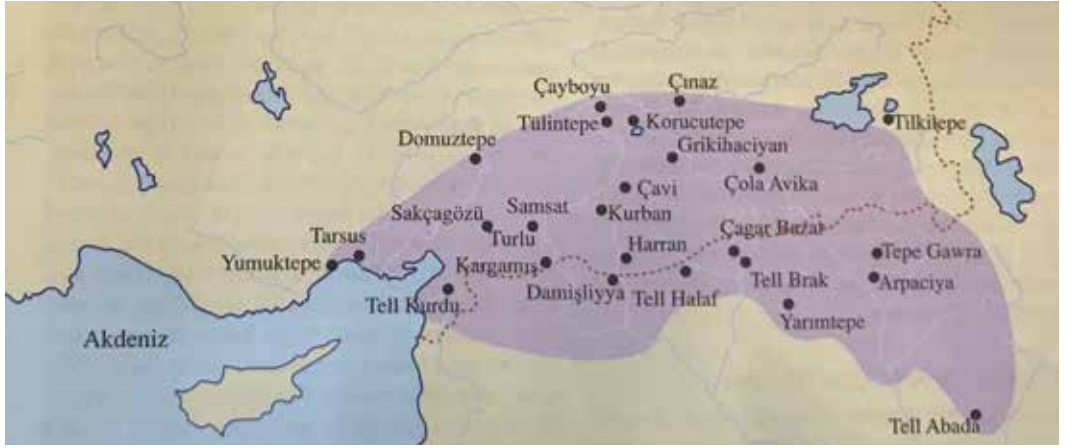 Çayboyu
Çınaz
Tülintepe
Korucutepe
Tilkitepe
Domuztepe
Grikihaciyan
Çavi
Çola Avika
Sakçagözü
Samsat
Kurban
Turlu
Tarsus
Harran
Çagar Bazar
Yumuktepe
Kargamış
Tepe Gawra
Damişliyya
Tell Halaf
Tell Brak
Arpaciya
Tell Kurdu
Yarımtepe
Akdeniz
Tell Abada